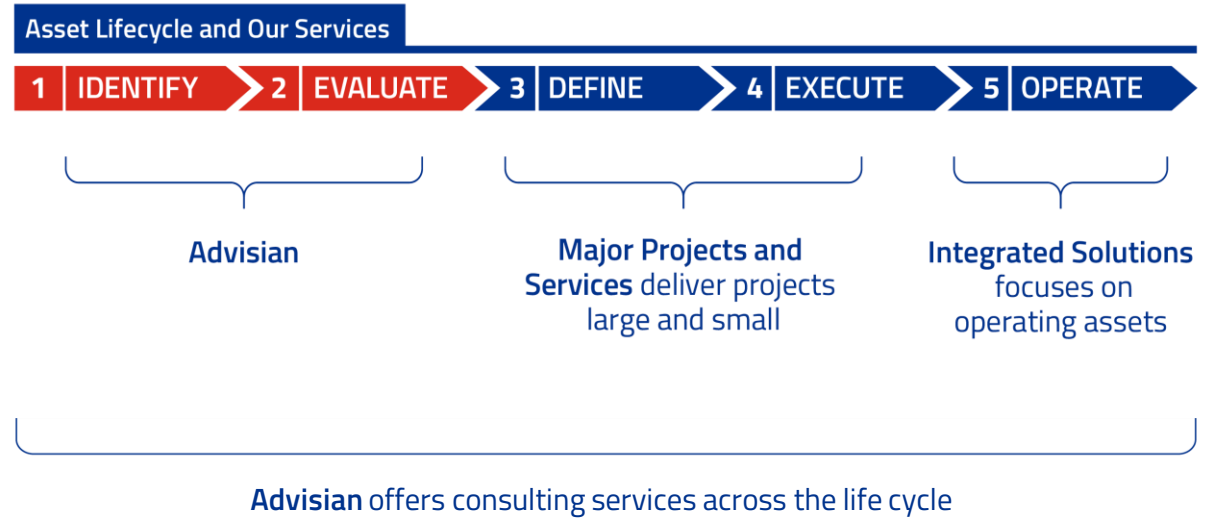 Asset Lifecycle and Our Services
1 IDENTIFY 2 EVALUATE 3 DEFINE 4 EXECUTE 5 OPERATE
Advisian
Major Projects and
Services deliver projects
large and small
Integrated Solutions
focuses on
operating assets
Advisian offers consulting services across the life cycle